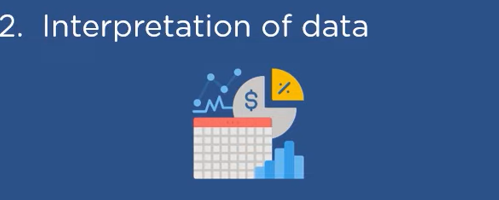 2. Interpretation of data
$
%